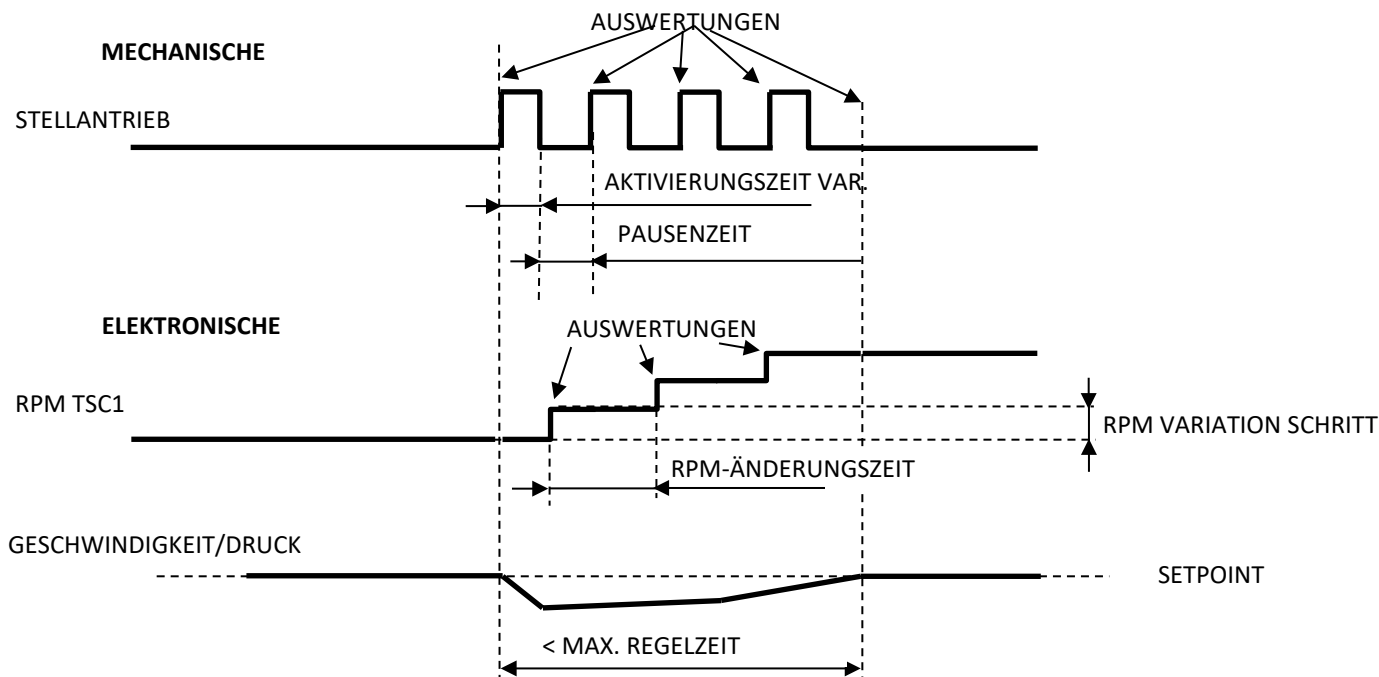 AUSWERTUNGEN
MECHANISCHE
STELLANTRIEB
AKTIVIERUNGSZEIT VAR.
PAUSENZEIT
ELEKTRONISCHE
AUSWERTUNGEN
RPM TSC1
RPM VARIATION SCHRITT
RPM-ÄNDERUNGSZEIT
GESCHWINDIGKEIT/DRUCK
SETPOINT
< MAX. REGELZEIT